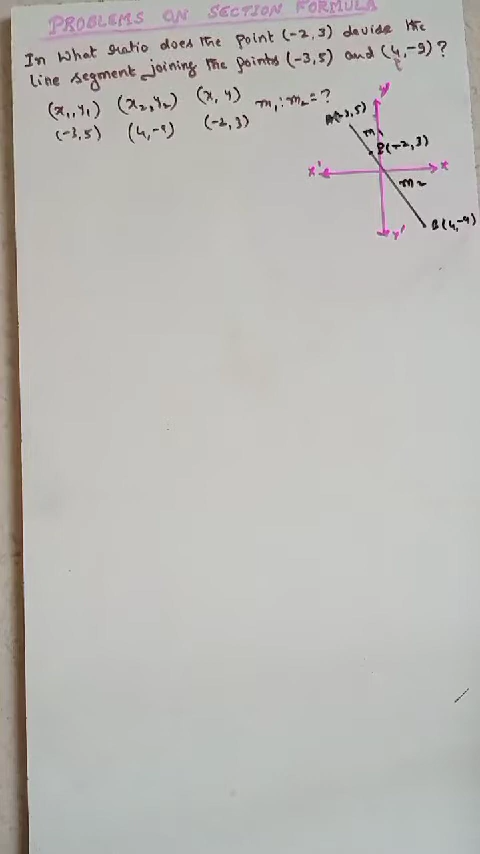 PROBLEMS ON SECTION FORMULA
In what ratio does the point (-2,3) devide the
line segment joining the points (-3,5) and (4,-9)?
(x₁,y₁) (x₂,y₂) (x,y) m₁:m₂=?
(-3,5) (4,-9) (-2,3)
y
A(-3,5)
m₁
P(-2,3)
x' x
m₂
B(4,-9)
y'